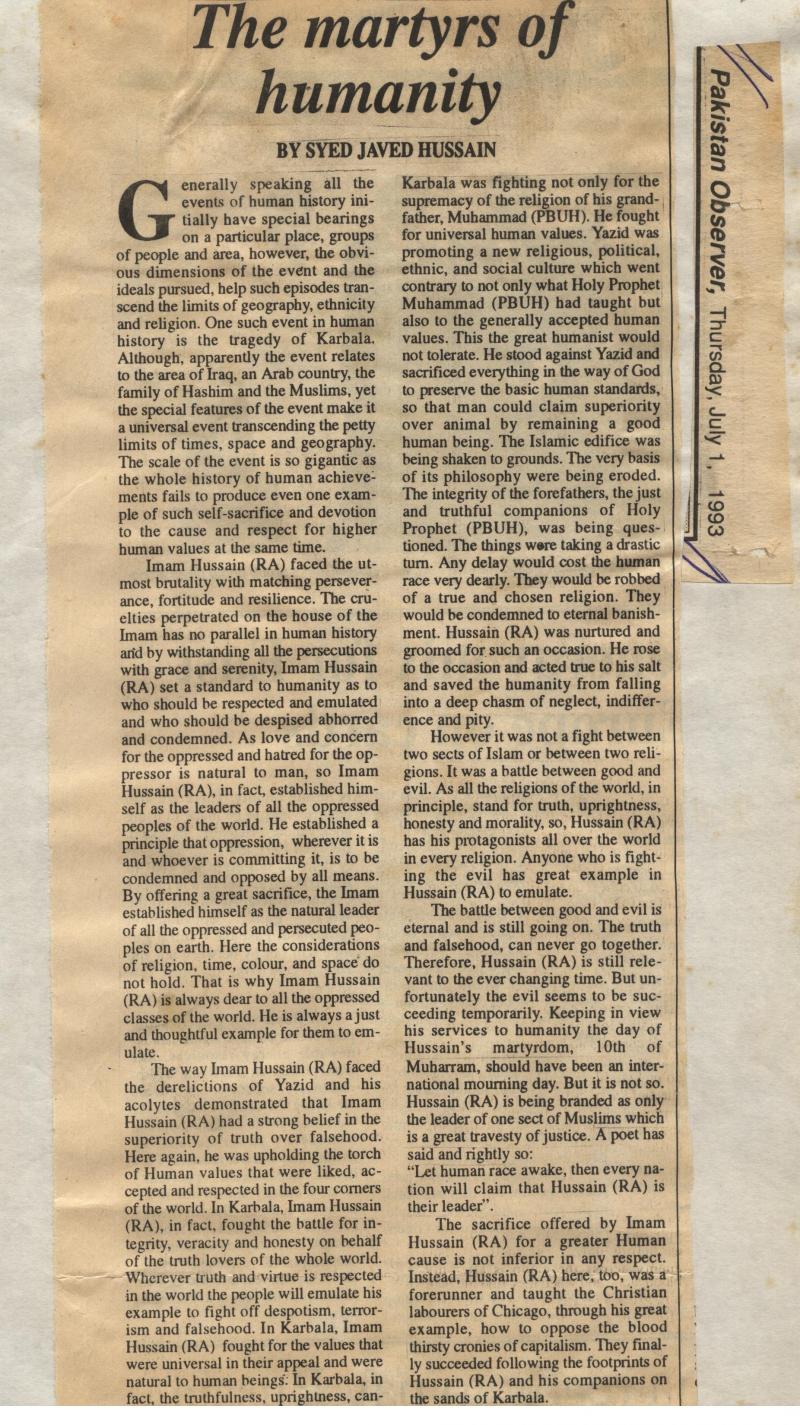 The martyrs of
humanity
BY SYED JAVED HUSSAIN
Generally speaking all the
events of human history ini-
tially have special bearings
on a particular place, groups
of people and area, however, the obvi-
ous dimensions of the event and the
ideals pursued, help such episodes tran-
scend the limits of geography, ethnicity
and religion. One such event in human
history is the tragedy of Karbala.
Although, apparently the event relates
to the area of Iraq, an Arab country, the
family of Hashim and the Muslims, yet
the special features of the event make it
a universal event transcending the petty
limits of times, space and geography.
The scale of the event is so gigantic as
the whole history of human achieve-
ments fails to produce even one exam-
ple of such self-sacrifice and devotion
to the cause and respect for higher
human values at the same time.
Imam Hussain (RA) faced the ut-
most brutality with matching persever-
ance, fortitude and resilience. The cru-
elties perpetrated on the house of the
Imam has no parallel in human history
and by withstanding all the persecutions
with grace and serenity, Imam Hussain
(RA) set a standard to humanity as to
who should be respected and emulated
and who should be despised abhorred
and condemned. As love and concern
for the oppressed and hatred for the op-
pressor is natural to man, so Imam
Hussain (RA), in fact, established him-
self as the leaders of all the oppressed
peoples of the world. He established a
principle that oppression, wherever it is
and whoever is committing it, is to be
condemned and opposed by all means.
By offering a great sacrifice, the Imam
established himself as the natural leader
of all the oppressed and persecuted peo-
ples on earth. Here the considerations
of religion, time, colour, and space do
not hold. That is why Imam Hussain
(RA) is always dear to all the oppressed
classes of the world. He is always a just
and thoughtful example for them to em-
ulate.
The way Imam Hussain (RA) faced
the derelictions of Yazid and his
acolytes demonstrated that Imam
Hussain (RA) had a strong belief in the
superiority of truth over falsehood.
Here again, he was upholding the torch
of Human values that were liked, ac-
cepted and respected in the four corners
of the world. In Karbala, Imam Hussain
(RA), in fact, fought the battle for in-
tegrity, veracity and honesty on behalf
of the truth lovers of the whole world.
Wherever truth and virtue is respected
in the world the people will emulate his
example to fight off despotism, terror-
ism and falsehood. In Karbala, Imam
Hussain (RA) fought for the values that
were universal in their appeal and were
natural to human beings. In Karbala, in
fact, the truthfulness, uprightness, can-
Karbala was fighting not only for the
supremacy of the religion of his grand-
father, Muhammad (PBUH). He fought
for universal human values. Yazid was
promoting a new religious, political,
ethnic, and social culture which went
contrary to not only what Holy Prophet
Muhammad (PBUH) had taught but
also to the generally accepted human
values. This the great humanist would
not tolerate. He stood against Yazid and
sacrificed everything in the way of God
to preserve the basic human standards,
so that man could claim superiority
over animal by remaining a good
human being. The Islamic edifice was
being shaken to grounds. The very basis
of its philosophy were being eroded.
The integrity of the forefathers, the just
and truthful companions of Holy
Prophet (PBUH), was being ques-
tioned. The things were taking a drastic
turn. Any delay would cost the human
race very dearly. They would be robbed
of a true and chosen religion. They
would be condemned to eternal banish-
ment. Hussain (RA) was nurtured and
groomed for such an occasion. He rose
to the occasion and acted true to his salt
and saved the humanity from falling
into a deep chasm of neglect, indiffer-
ence and pity.
However it was not a fight between
two sects of Islam or between two reli-
gions. It was a battle between good and
evil. As all the religions of the world, in
principle, stand for truth, uprightness,
honesty and morality, so, Hussain (RA)
has his protagonists all over the world
in every religion. Anyone who is fight-
ing the evil has great example in
Hussain (RA) to emulate.
The battle between good and evil is
eternal and is still going on. The truth
and falsehood, can never go together.
Therefore, Hussain (RA) is still rele-
vant to the ever changing time. But un-
fortunately the evil seems to be suc-
ceeding temporarily. Keeping in view
his services to humanity the day of
Hussain's martyrdom, 10th of
Muharram, should have been an inter-
national mourning day. But it is not so.
Hussain (RA) is being branded as only
the leader of one sect of Muslims which
is a great travesty of justice. A poet has
said and rightly so:
“Let human race awake, then every na-
tion will claim that Hussain (RA) is
their leader”.
The sacrifice offered by Imam
Hussain (RA) for a greater Human
cause is not inferior in any respect.
Instead, Hussain (RA) here, too, was a
forerunner and taught the Christian
labourers of Chicago, through his great
example, how to oppose the blood
thirsty cronies of capitalism. They final-
ly succeeded following the footprints of
Hussain (RA) and his companions on
the sands of Karbala.
Pakistan Observer, Thursday, July 1, 1993